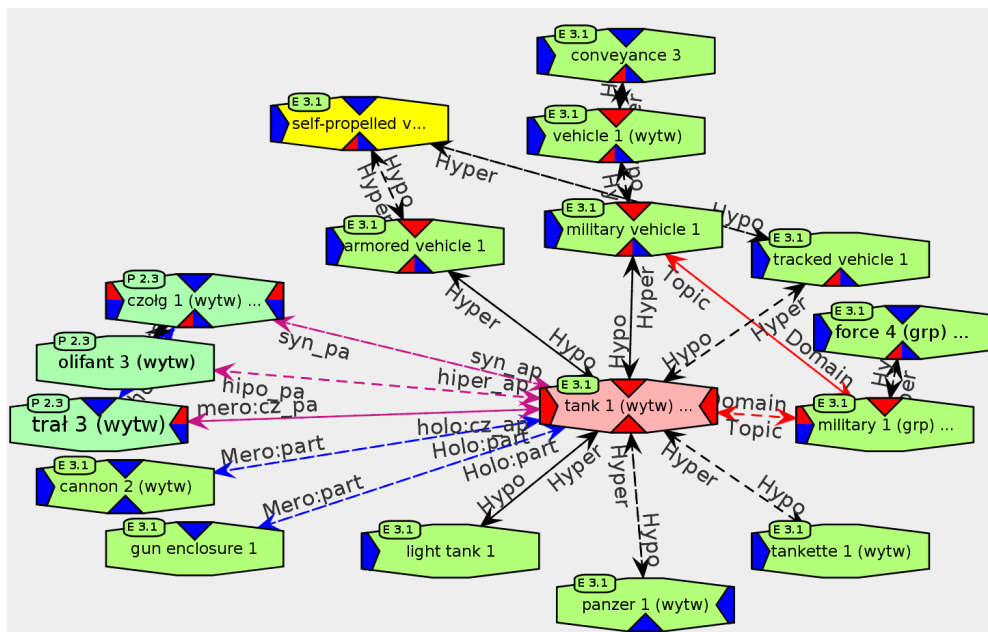 E 3.1
conveyance 3
E 3.1
self-propelled v...
E 3.1
vehicle 1 (wytw)
Hyper
Hypo
Hyper
E 3.1
military vehicle 1
Hypo
E 3.1
armored vehicle 1
E 3.1
tracked vehicle 1
P 2.3
czołg 1 (wytw) ...
Hyper
Hypo
Hyper
Hypo
Topic
Hyper
Hypo
Domain
E 3.1
force 4 (grp) ...
P 2.3
olifant 3 (wytw)
syn_pa
syn_ap
hipo_pa
hiper_ap
E 3.1
tank 1 (wytw) ...
Domain
Topic
E 3.1
military 1 (grp) ...
P 2.3
trał 3 (wytw)
mero:cz_pa
holo:cz_ap
Mero:part
Holo:part
E 3.1
cannon 2 (wytw)
Mero:part
Holo:part
Hyper
Hypo
Hyper
Hypo
Hyper
Hypo
E 3.1
gun enclosure 1
E 3.1
light tank 1
E 3.1
tankette 1 (wytw)
E 3.1
panzer 1 (wytw)